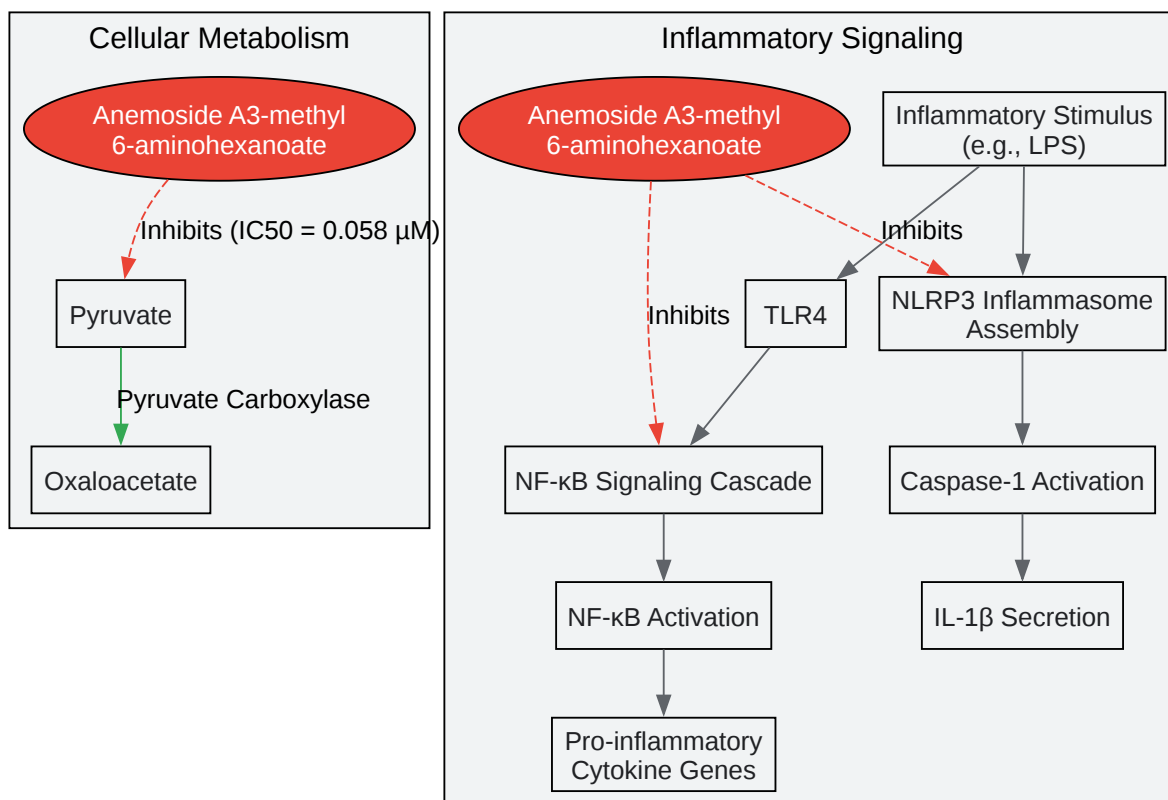 Cellular Metabolism
Anemoside A3-methyl
6-aminohexanoate
Inhibits (IC50 = 0.058 µM)
Pyruvate
Pyruvate Carboxylase
Oxaloacetate
Inflammatory Signaling
Anemoside A3-methyl
6-aminohexanoate
Inflammatory Stimulus
(e.g., LPS)
Inhibits
Inhibits
TLR4
NLRP3 Inflammasome
Assembly
NF-κB Signaling Cascade
Caspase-1 Activation
NF-κB Activation
IL-1β Secretion
Pro-inflammatory
Cytokine Genes